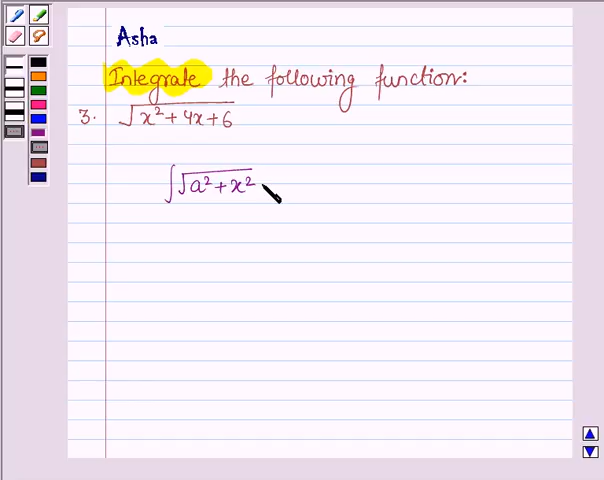 Asha
Integrate the following function:
3. √x² + 4x + 6
∫√a² + x²